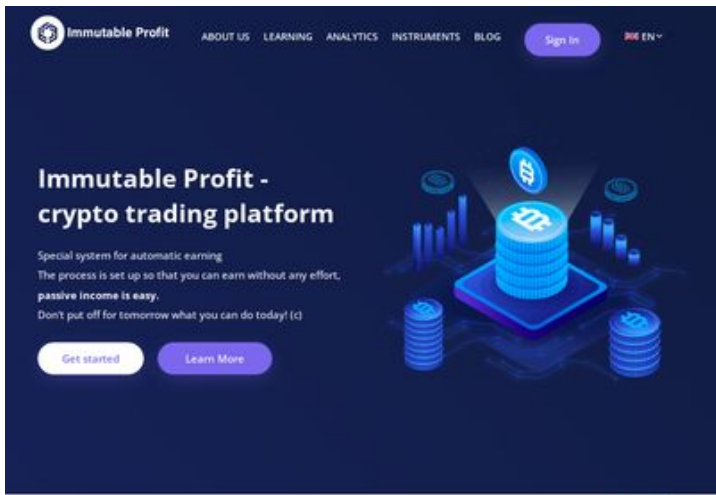 Immutable Profit
ABOUT US LEARNING ANALYTICS INSTRUMENTS BLOG
Sign In
EN
Immutable Profit -
crypto trading platform
Special system for automatic earning
The process is set up so that you can earn without any effort,
passive income is easy.
Don't put off for tomorrow what you can do today! (c)
Get started
Learn More